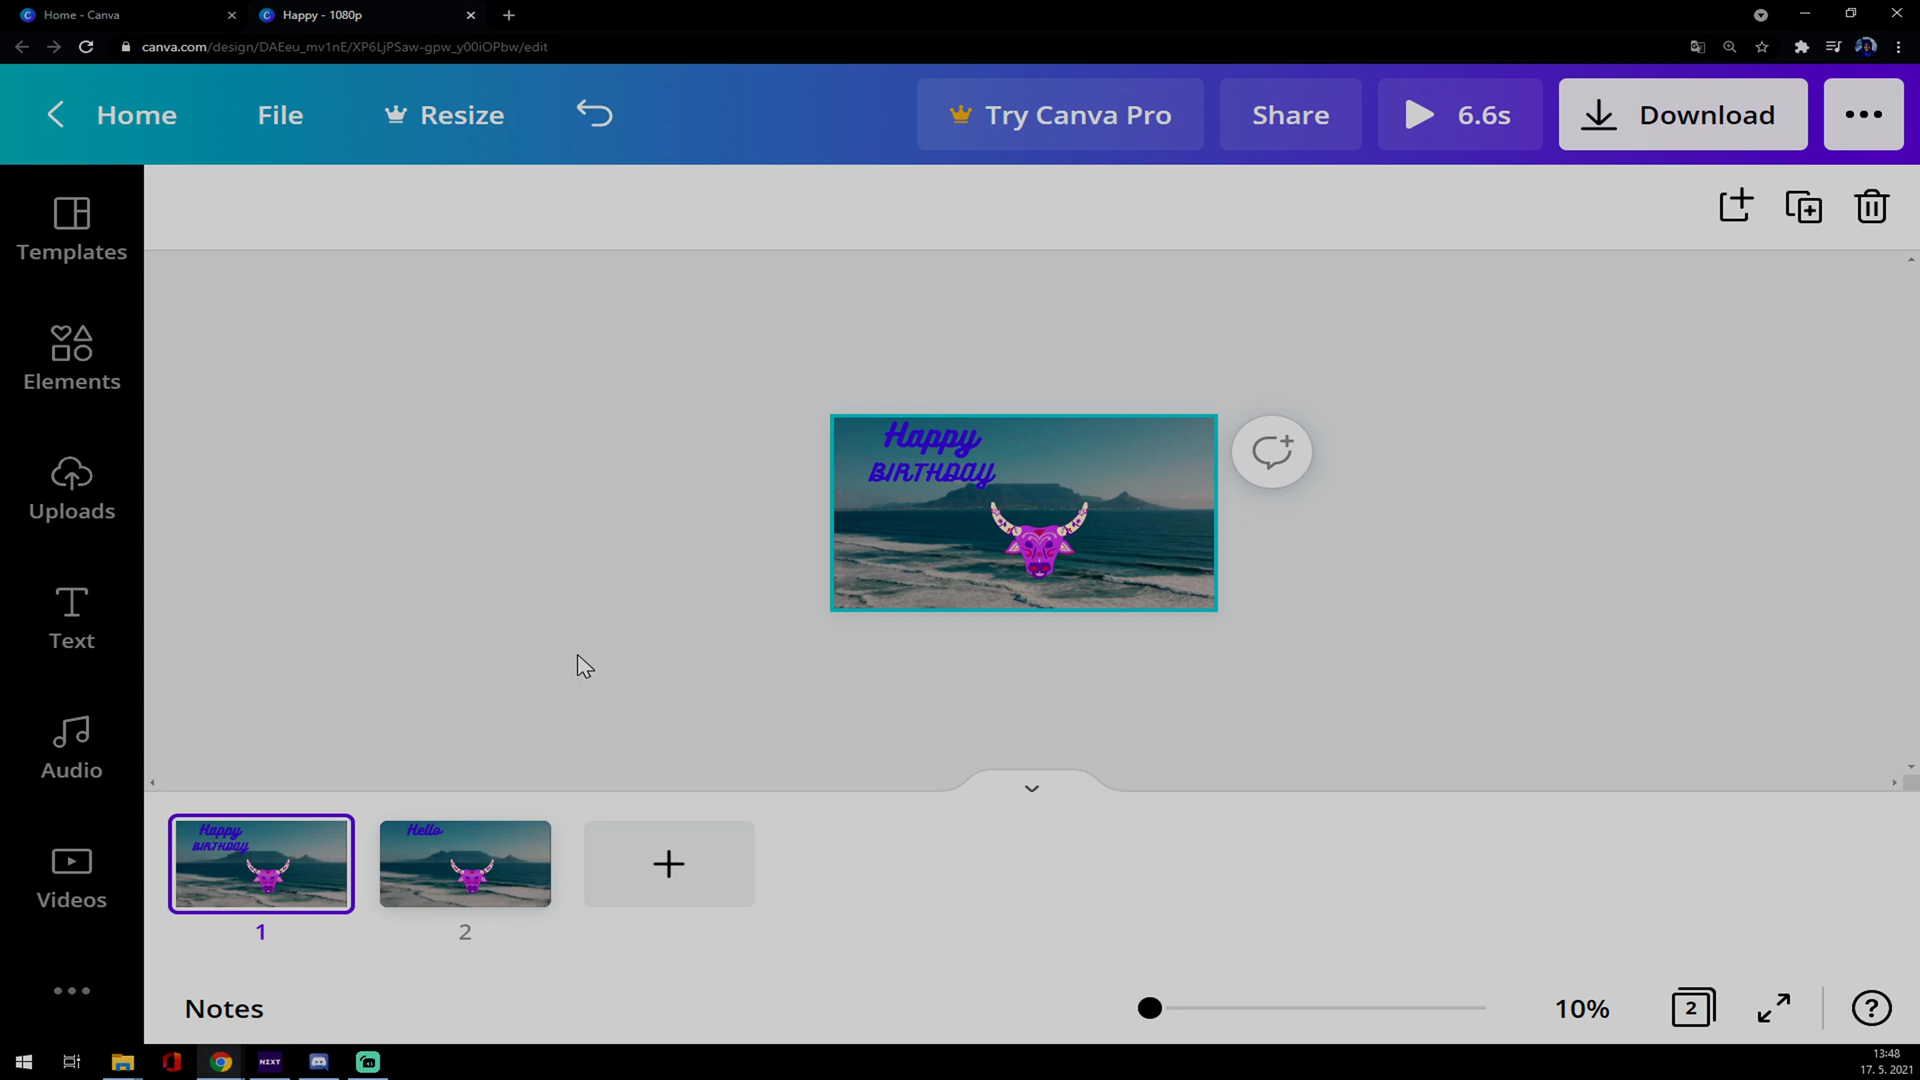 Home - Canva
Happy - 1080p
canva.com/design/DAEeu_mv1nE/XP6LjPSaw-gpw_y00iOPbw/edit
Home
File
Resize
Try Canva Pro
Share
6.6s
Download
Templates
Elements
Uploads
Text
Audio
Videos
Happy
BIRTHDAY
Happy
BIRTHDAY
Hello
1
2
Notes
10%
2
?
NZXT
13:48
17. 5. 2021